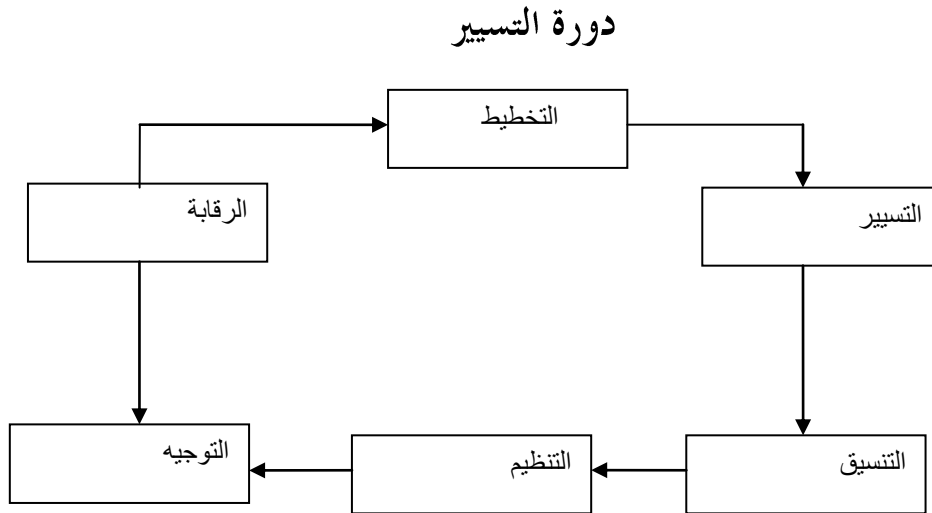 دورة التسيير
التخطيط
الرقابة
التسيير
التوجيه
التنظيم
التنسيق